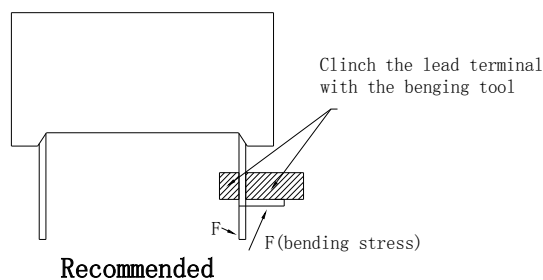 Clinch the lead terminal
with the benging tool
F
F(bending stress)
Recommended